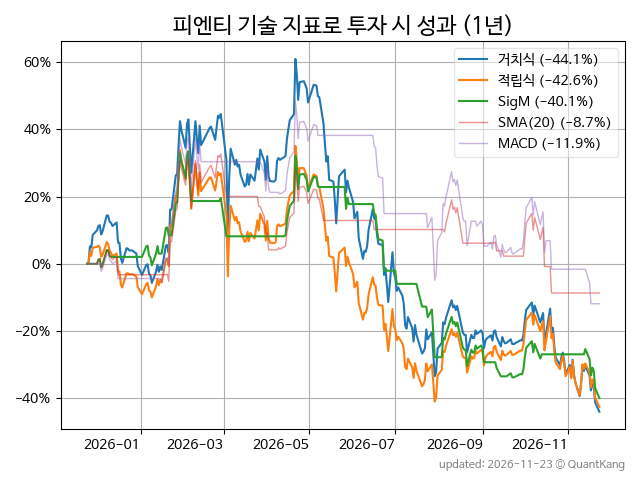 피엔티 기술 지표로 투자 시 성과 (1년)
거치식 (-44.1%)
적립식 (-42.6%)
SigM (-40.1%)
SMA(20) (-8.7%)
MACD (-11.9%)
60%
40%
20%
0%
−20%
−40%
2026-01
2026-03
2026-05
2026-07
2026-09
2026-11
updated: 2026-11-23 © QuantKang